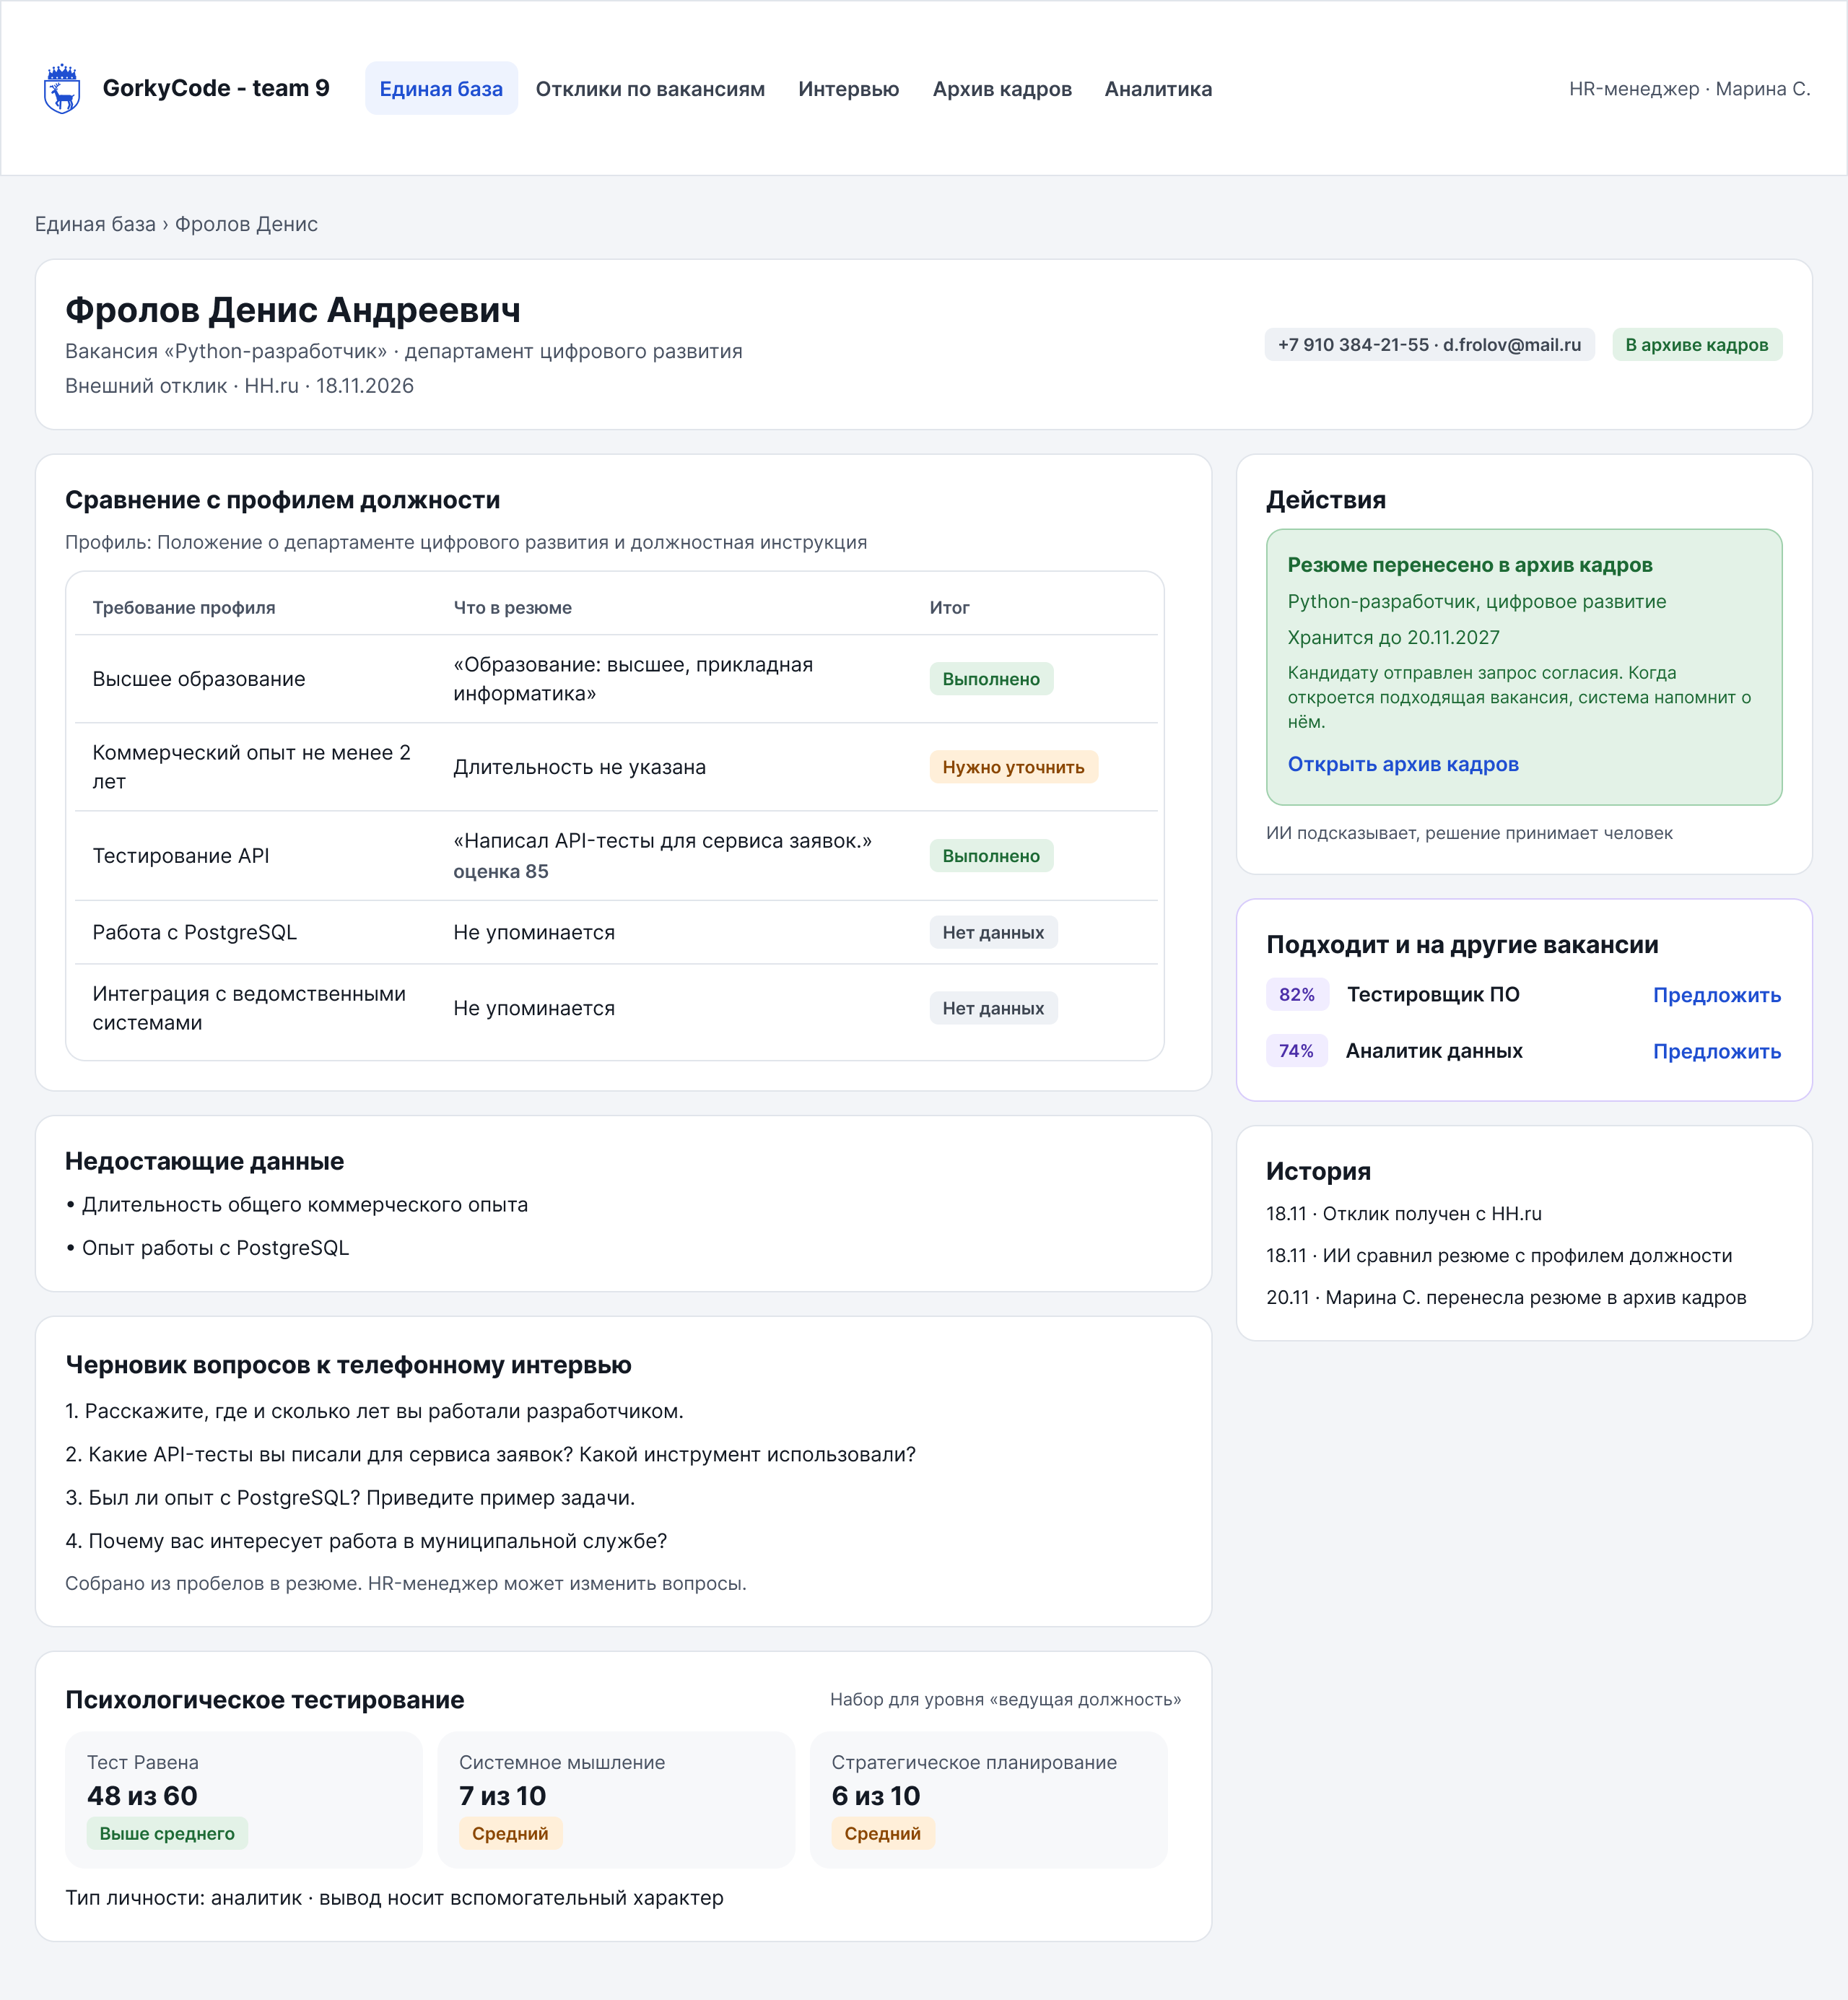 GorkyCode - team 9
Единая база
Отклики по вакансиям
Интервью
Архив кадров
Аналитика
HR-менеджер · Марина С.
Единая база › Фролов Денис
Фролов Денис Андреевич
Вакансия «Python-разработчик» · департамент цифрового развития
Внешний отклик · HH.ru · 18.11.2026
+7 910 384-21-55 · d.frolov@mail.ru
В архиве кадров
Сравнение с профилем должности
Профиль: Положение о департаменте цифрового развития и должностная инструкция
Требование профиля
Что в резюме
Итог
Высшее образование
«Образование: высшее, прикладная
информатика»
Выполнено
Коммерческий опыт не менее 2
лет
Длительность не указана
Нужно уточнить
Тестирование API
«Написал API-тесты для сервиса заявок.»
оценка 85
Выполнено
Работа с PostgreSQL
Не упоминается
Нет данных
Интеграция с ведомственными
системами
Не упоминается
Нет данных
Недостающие данные
• Длительность общего коммерческого опыта
• Опыт работы с PostgreSQL
Черновик вопросов к телефонному интервью
1. Расскажите, где и сколько лет вы работали разработчиком.
2. Какие API-тесты вы писали для сервиса заявок? Какой инструмент использовали?
3. Был ли опыт с PostgreSQL? Приведите пример задачи.
4. Почему вас интересует работа в муниципальной службе?
Собрано из пробелов в резюме. HR-менеджер может изменить вопросы.
Психологическое тестирование
Набор для уровня «ведущая должность»
Тест Равена
48 из 60
Выше среднего
Системное мышление
7 из 10
Средний
Стратегическое планирование
6 из 10
Средний
Тип личности: аналитик · вывод носит вспомогательный характер
Действия
Резюме перенесено в архив кадров
Python-разработчик, цифровое развитие
Хранится до 20.11.2027
Кандидату отправлен запрос согласия. Когда
откроется подходящая вакансия, система напомнит о
нём.
Открыть архив кадров
ИИ подсказывает, решение принимает человек
Подходит и на другие вакансии
82%
Тестировщик ПО
Предложить
74%
Аналитик данных
Предложить
История
18.11 · Отклик получен с HH.ru
18.11 · ИИ сравнил резюме с профилем должности
20.11 · Марина С. перенесла резюме в архив кадров